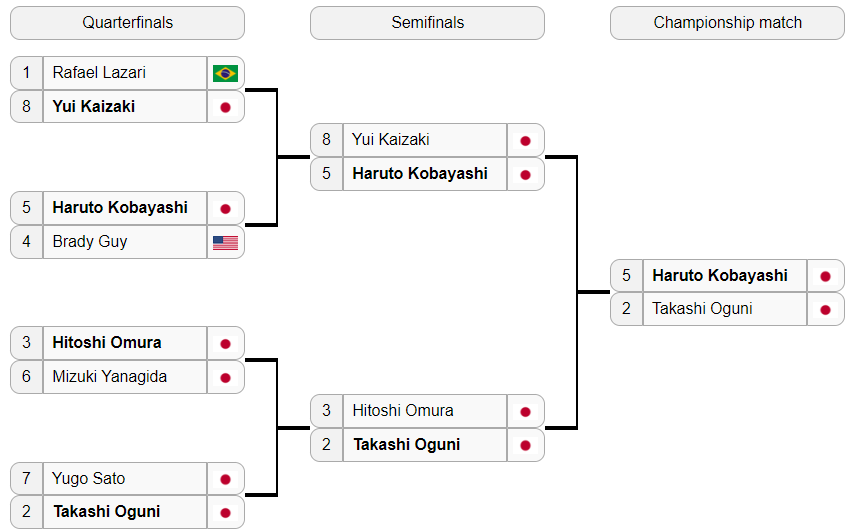 Quarterfinals
Semifinals
Championship match
1 Rafael Lazari
8 Yui Kaizaki
5 Haruto Kobayashi
4 Brady Guy
3 Hitoshi Omura
6 Mizuki Yanagida
7 Yugo Sato
2 Takashi Oguni
8 Yui Kaizaki
5 Haruto Kobayashi
3 Hitoshi Omura
2 Takashi Oguni
5 Haruto Kobayashi
2 Takashi Oguni